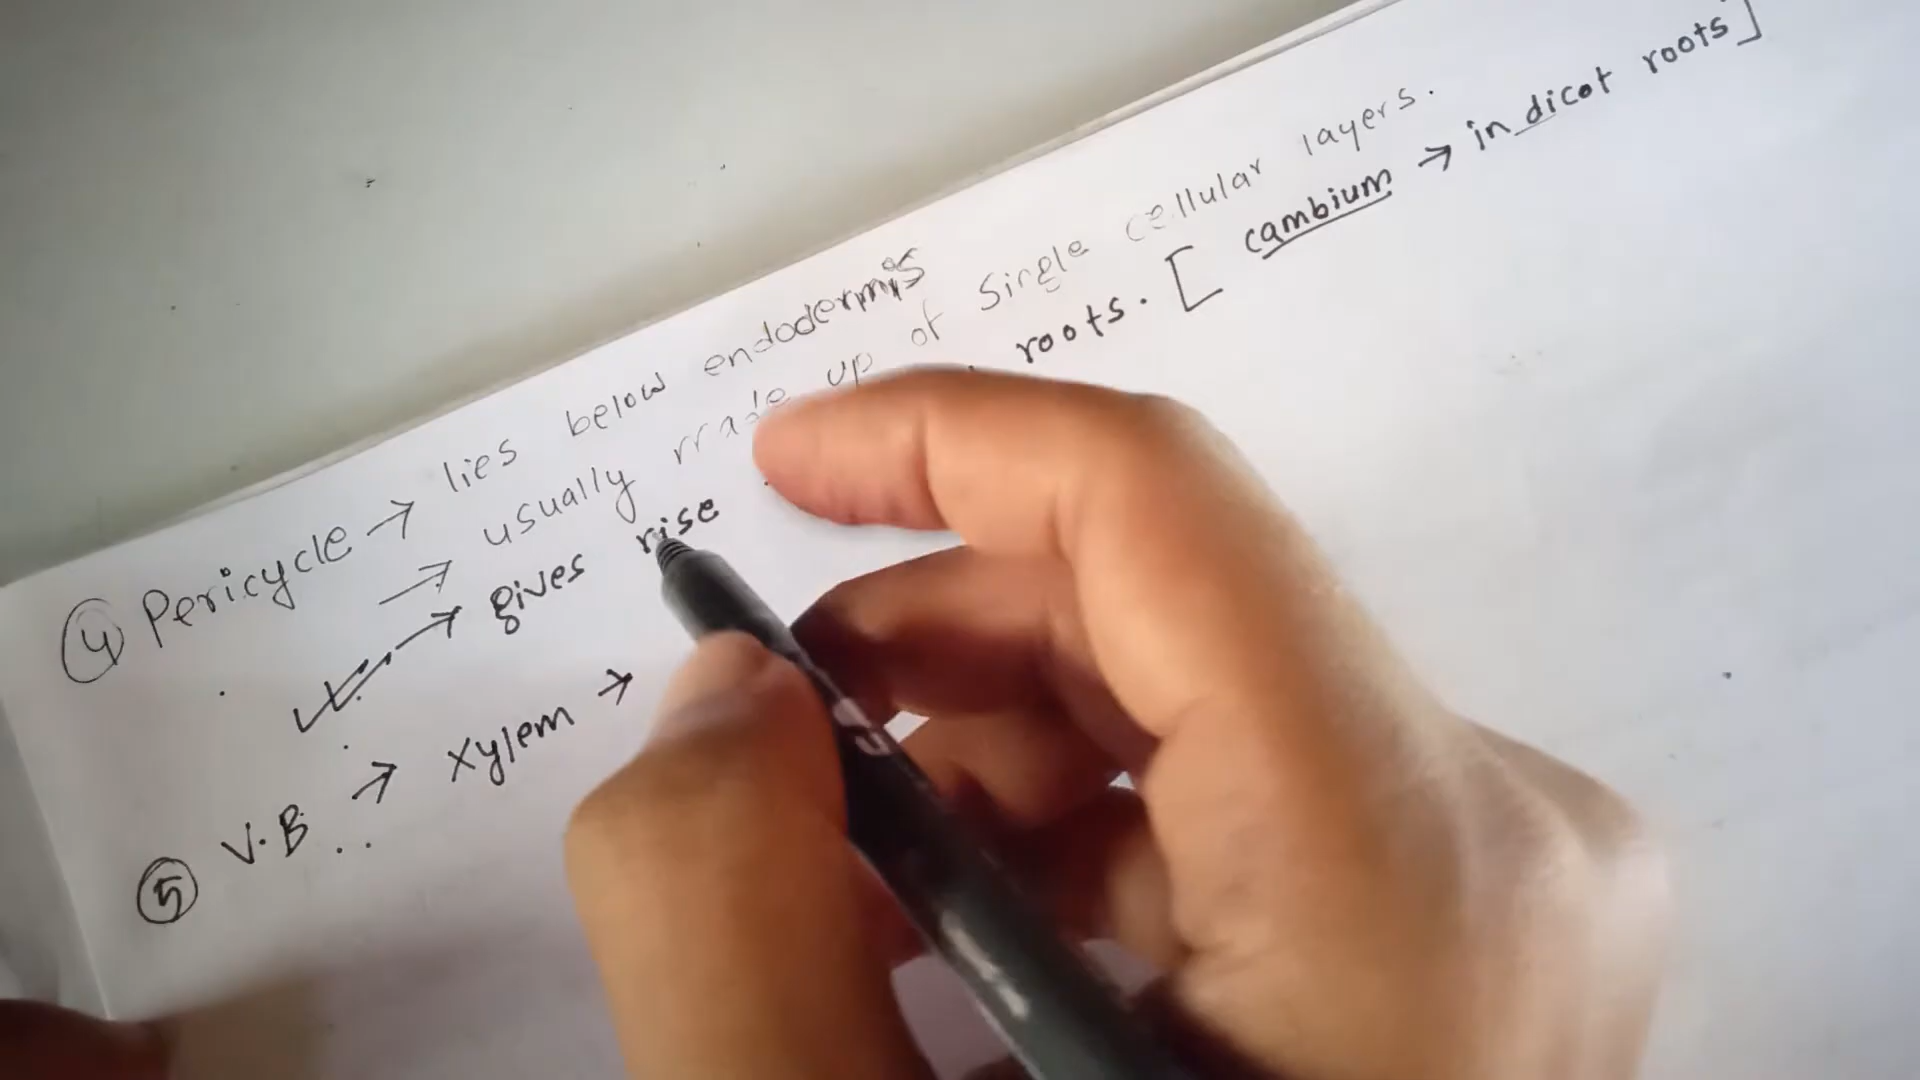 ④ Pericycle → lies below endodermis
→ usually made up of single cellular layers.
→ gives rise roots. [cambium → in dicot roots]
⑤ V.B → Xylem →